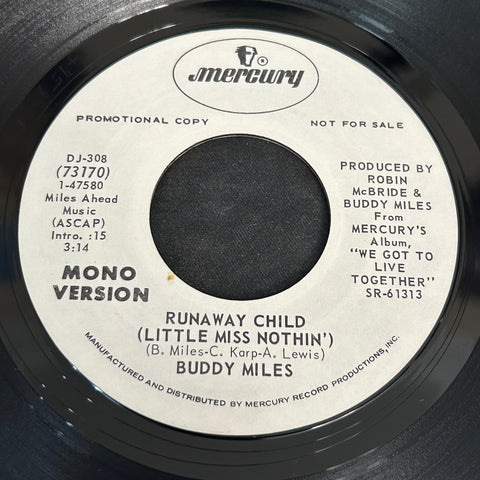 mercury
®
PROMOTIONAL COPY
NOT FOR SALE
DJ-308
(73170)
1-47580
Miles Ahead
Music
(ASCAP)
Intro. :15
3:14
MONO
VERSION
PRODUCED BY
ROBIN
McBRIDE &
BUDDY MILES
From
MERCURY'S
Album,
"WE GOT TO
LIVE
TOGETHER"
SR-61313
RUNAWAY CHILD
(LITTLE MISS NOTHIN')
(B. Miles-C. Karp-A. Lewis)
BUDDY MILES
MANUFACTURED AND DISTRIBUTED BY MERCURY RECORD PRODUCTIONS, INC.